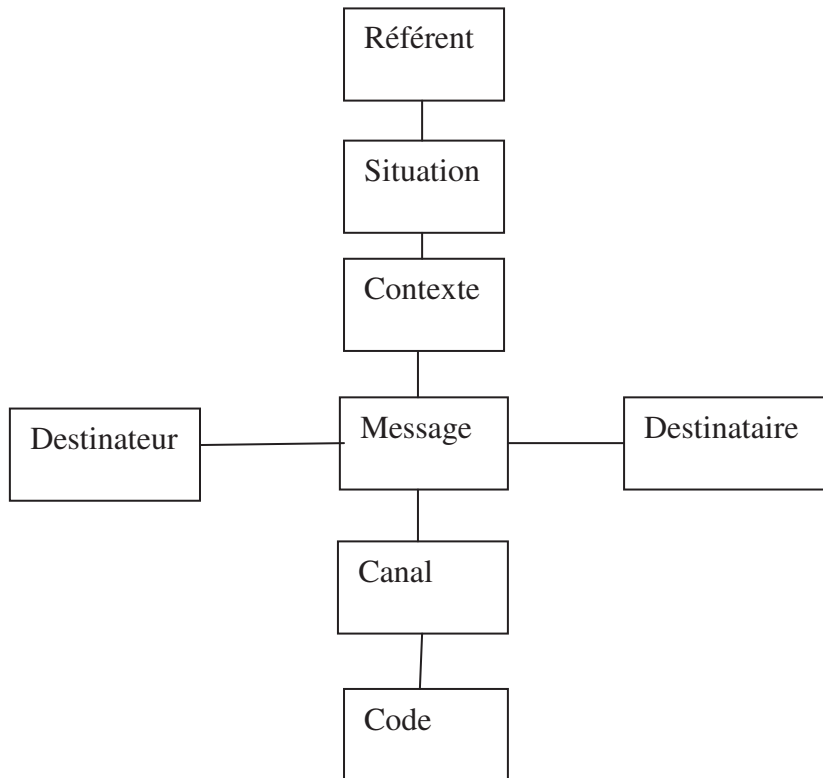 Référent
Situation
Contexte
Destinateur
Message
Destinataire
Canal
Code